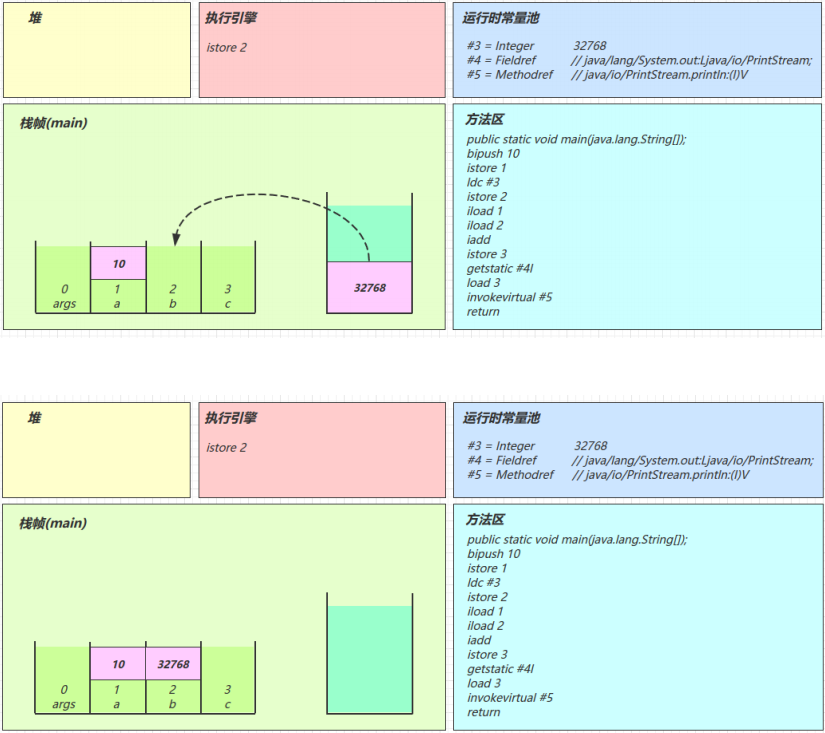 堆
执行引擎
istore 2
运行时常量池
#3 = Integer 32768
#4 = Fieldref // java/lang/System.out:Ljava/io/PrintStream;
#5 = Methodref // java/io/PrintStream.println:(I)V
栈帧(main)
10
32768
0 1 2 3
args a b c
方法区
public static void main(java.lang.String[]);
bipush 10
istore 1
ldc #3
istore 2
iload 1
iload 2
iadd
istore 3
getstatic #4I
load 3
invokevirtual #5
return
堆
执行引擎
istore 2
运行时常量池
#3 = Integer 32768
#4 = Fieldref // java/lang/System.out:Ljava/io/PrintStream;
#5 = Methodref // java/io/PrintStream.println:(I)V
栈帧(main)
10 32768
0 1 2 3
args a b c
方法区
public static void main(java.lang.String[]);
bipush 10
istore 1
ldc #3
istore 2
iload 1
iload 2
iadd
istore 3
getstatic #4I
load 3
invokevirtual #5
return